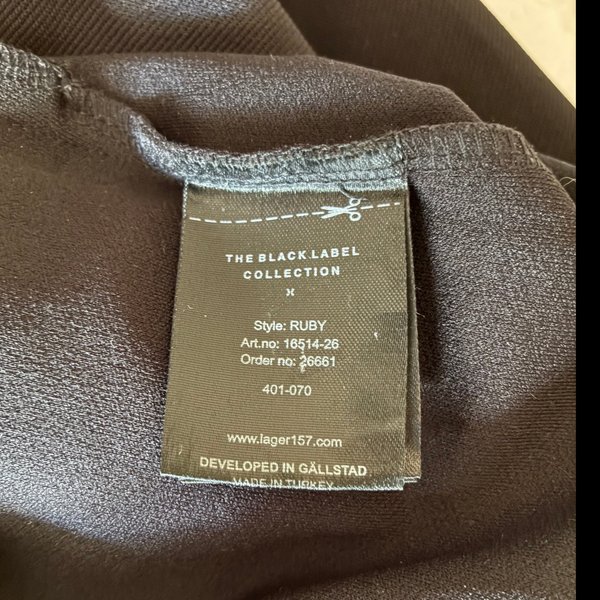 THE BLACK LABEL
COLLECTION
Style: RUBY
Art.no: 16514-26
Order no: 26661
401-070
www.lager157.com
DEVELOPED IN GÄLLSTAD
MADE IN TURKEY